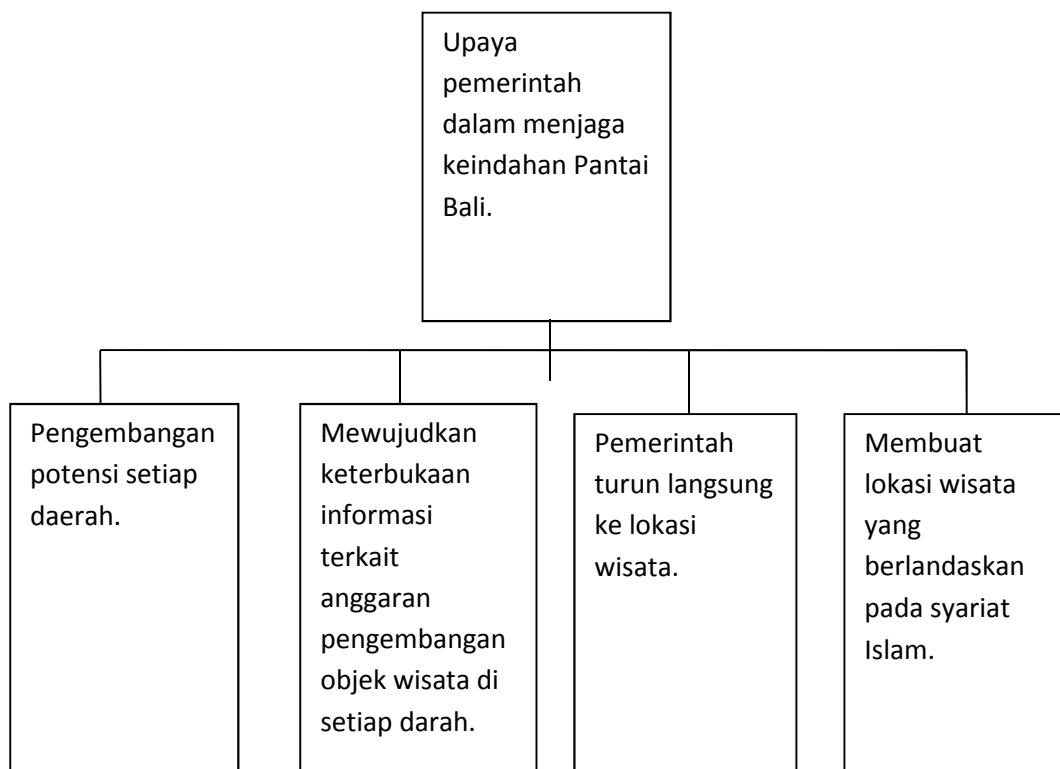 Upaya
pemerintah
dalam menjaga
keindahan Pantai
Bali.
Pengembangan
potensi setiap
daerah.
Mewujudkan
keterbukaan
informasi
terkait
anggaran
pengembangan
objek wisata di
setiap darah.
Pemerintah
turun langsung
ke lokasi
wisata.
Membuat
lokasi wisata
yang
berlandaskan
pada syariat
Islam.